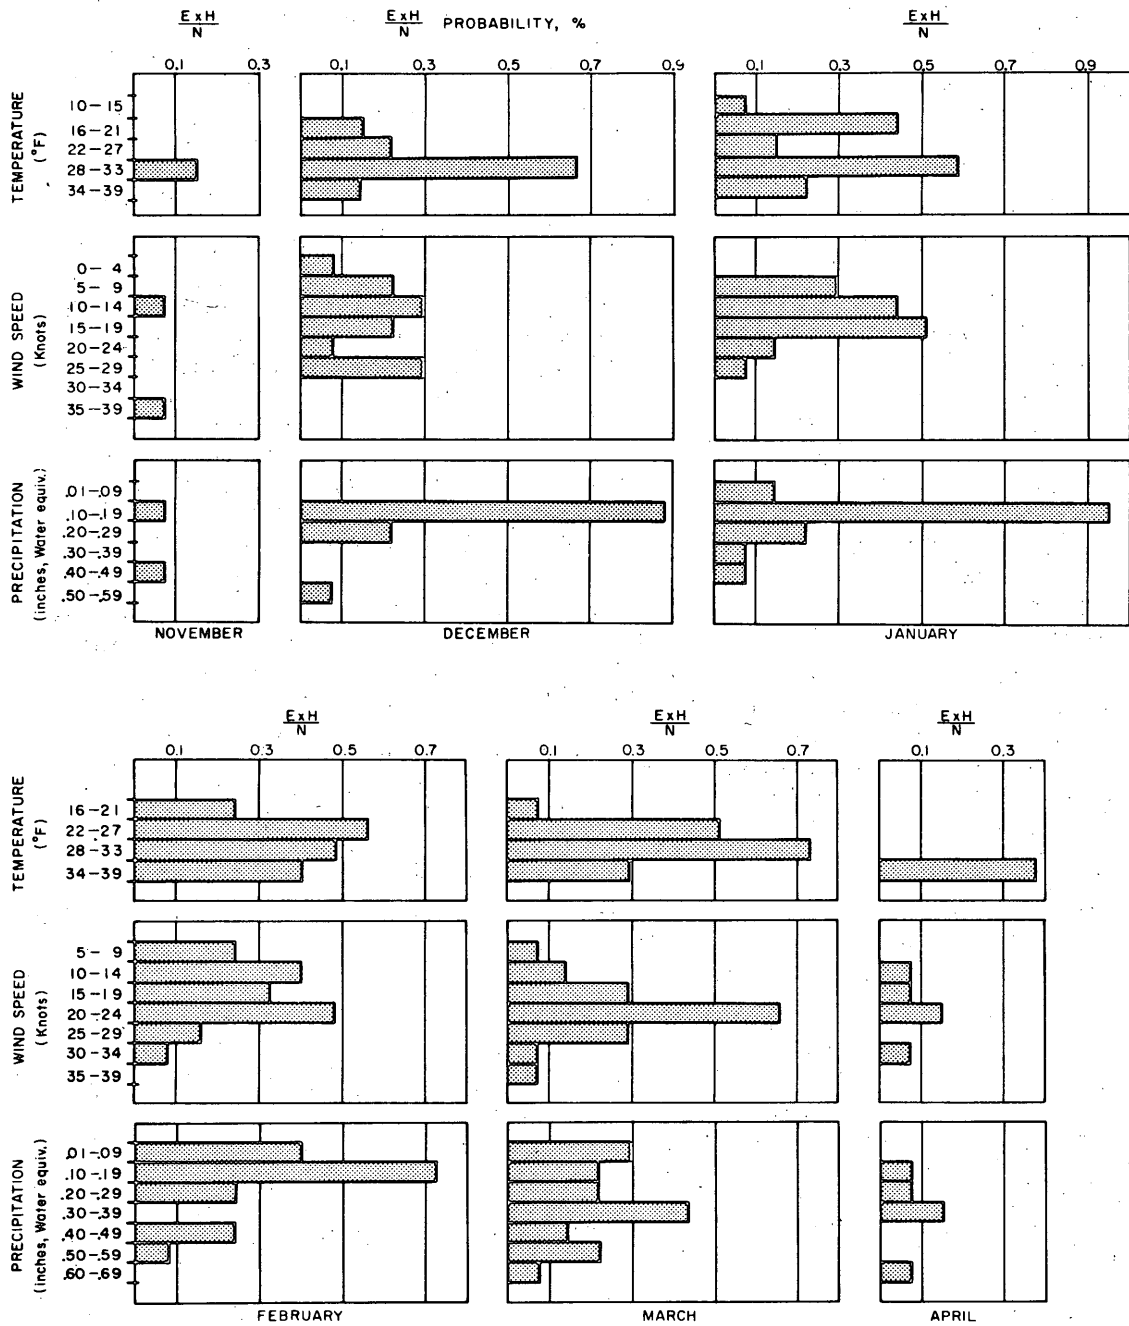 E x H
N
E x H
N
PROBABILITY, %
E x H
N
0.1 0.3
0.1 0.3 0.5 0.7 0.9
0.1 0.3 0.5 0.7 0.9
TEMPERATURE
(°F)
10-15
16-21
22-27
28-33
34-39
WIND SPEED
(Knots)
0-4
5-9
10-14
15-19
20-24
25-29
30-34
35-39
PRECIPITATION
(inches, Water equiv.)
.01-.09
.10-.19
.20-.29
.30-.39
.40-.49
.50-.59
NOVEMBER
DECEMBER
JANUARY
E x H
N
E x H
N
E x H
N
0.1 0.3 0.5 0.7
0.1 0.3 0.5 0.7
0.1 0.3
TEMPERATURE
(°F)
16-21
22-27
28-33
34-39
WIND SPEED
(Knots)
5-9
10-14
15-19
20-24
25-29
30-34
35-39
PRECIPITATION
(inches, Water equiv.)
.01-.09
.10-.19
.20-.29
.30-.39
.40-.49
.50-.59
.60-.69
FEBRUARY
MARCH
APRIL